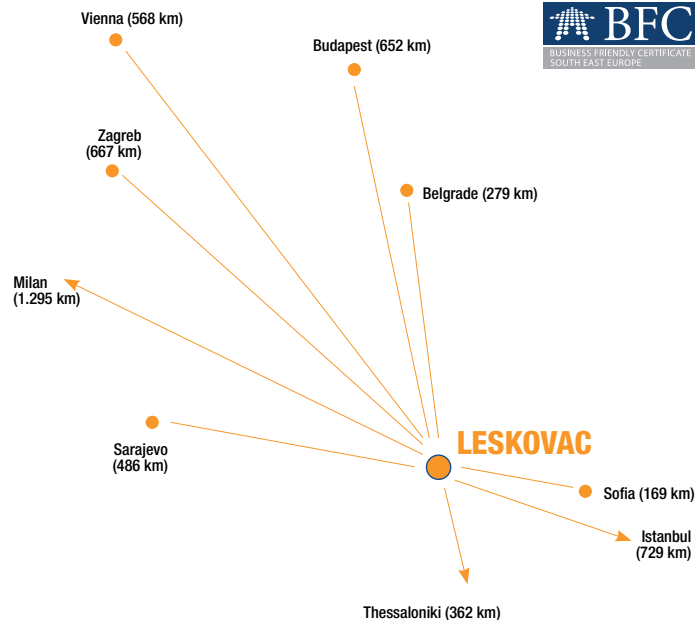 Vienna (568 km)
BFC
BUSINESS FRIENDLY CERTIFICATE
SOUTH EAST EUROPE
Budapest (652 km)
Zagreb
(667 km)
Belgrade (279 km)
Milan
(1.295 km)
LESKOVAC
Sarajevo
(486 km)
Sofia (169 km)
Istanbul
(729 km)
Thessaloniki (362 km)